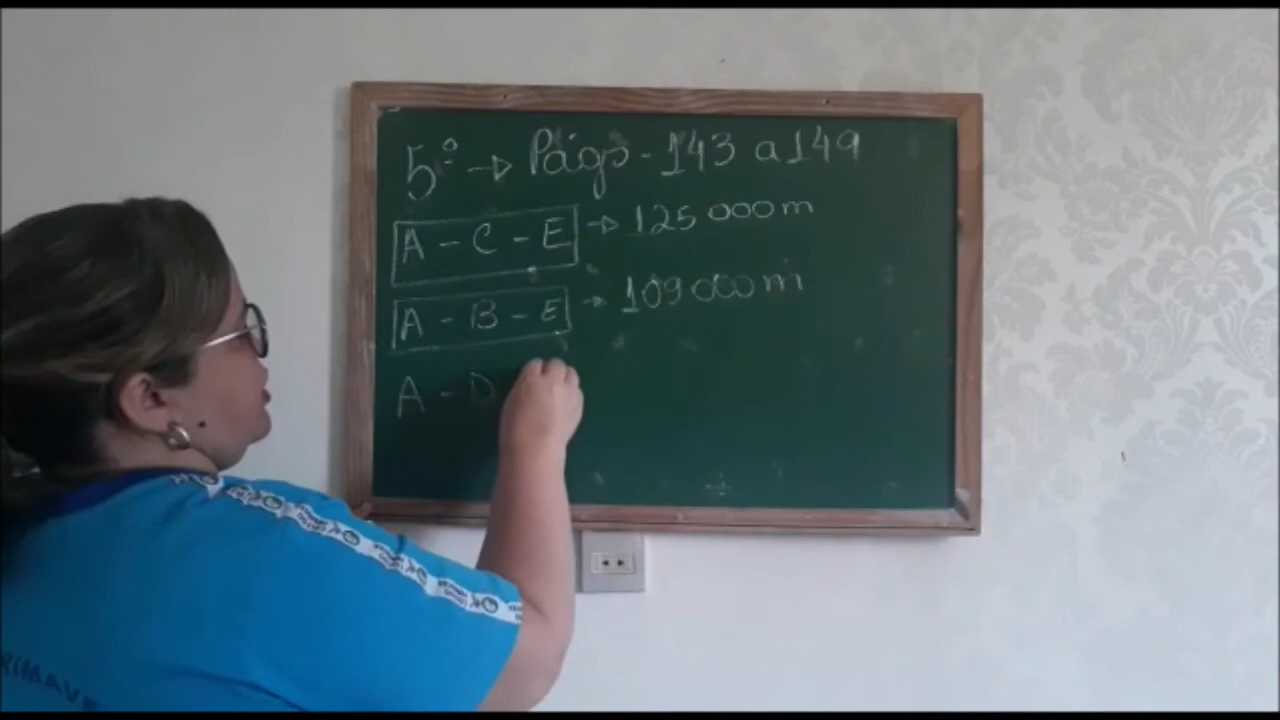 5º → Págs - 143 a 149
A - C - E → 125 000 m
A - B - E → 109 000 m
A - D